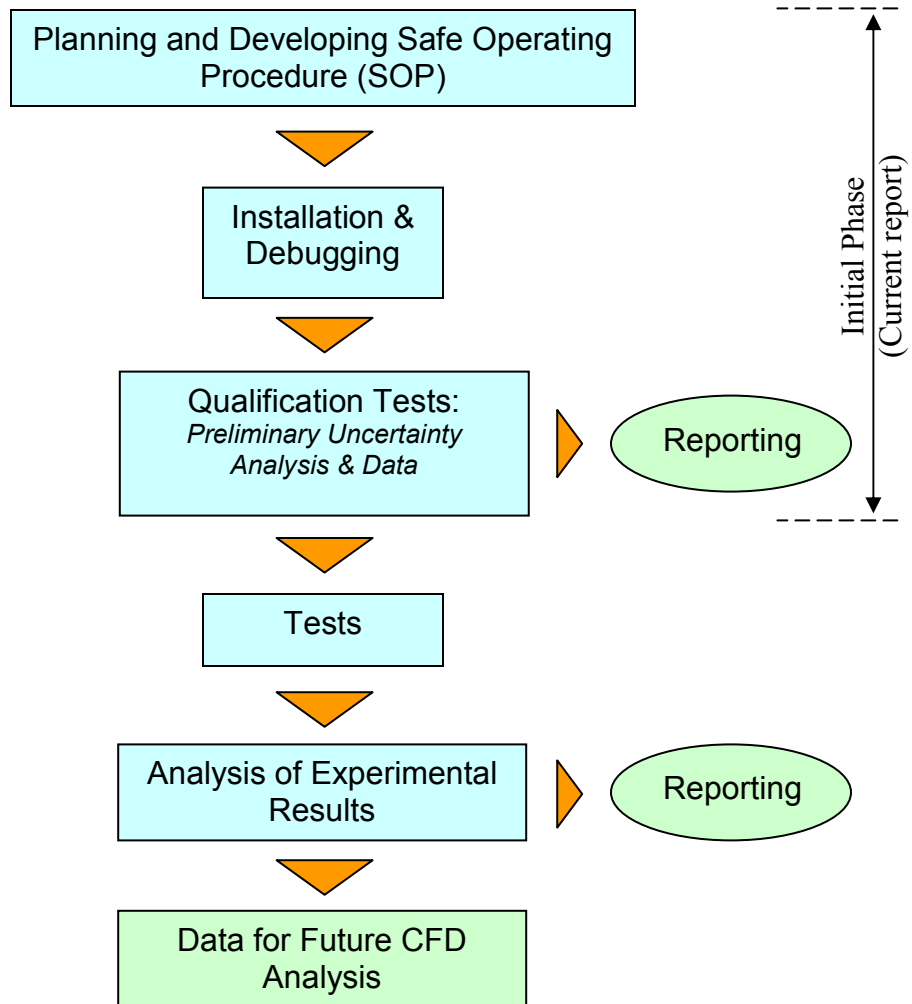 Planning and Developing Safe Operating
Procedure (SOP)
Installation &
Debugging
Qualification Tests:
Preliminary Uncertainty
Analysis & Data
Reporting
Initial Phase
(Current report)
Tests
Analysis of Experimental
Results
Reporting
Data for Future CFD
Analysis